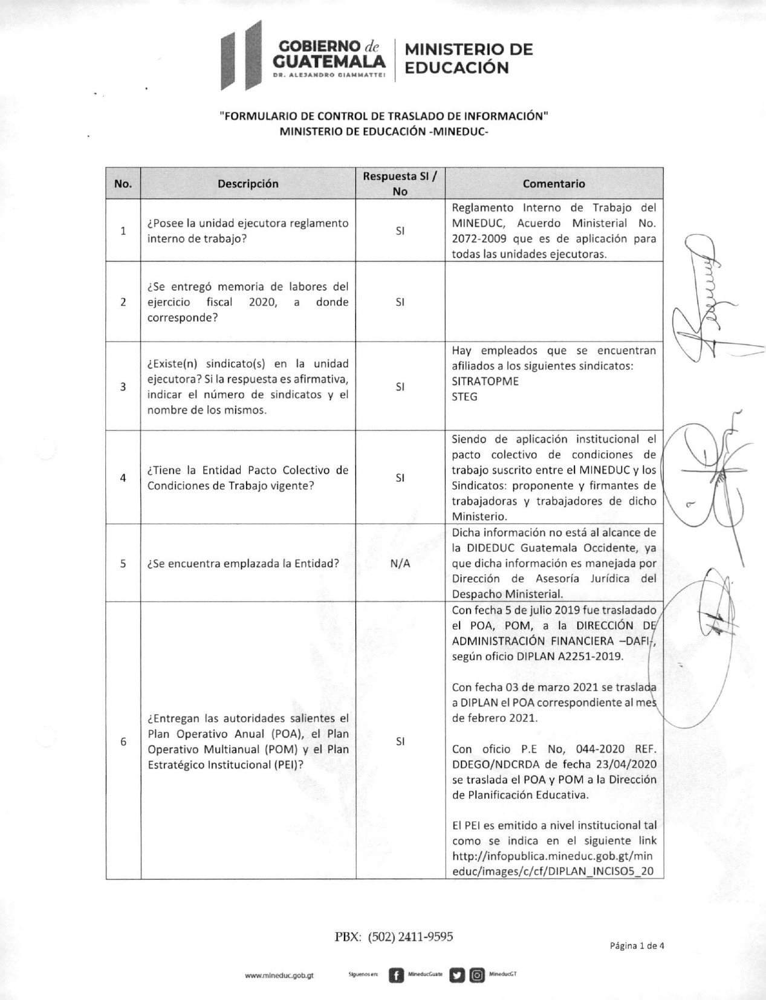 GOBIERNO de
GUATEMALA
DR. ALEJANDRO GIAMMATTEI
MINISTERIO DE
EDUCACIÓN
"FORMULARIO DE CONTROL DE TRASLADO DE INFORMACIÓN"
MINISTERIO DE EDUCACIÓN -MINEDUC-
No.
Descripción
Respuesta SI /
No
Comentario
1
¿Posee la unidad ejecutora reglamento
interno de trabajo?
SI
Reglamento Interno de Trabajo del
MINEDUC, Acuerdo Ministerial No.
2072-2009 que es de aplicación para
todas las unidades ejecutoras.
2
¿Se entregó memoria de labores del
ejercicio fiscal 2020, a donde
corresponde?
SI
3
¿Existe(n) sindicato(s) en la unidad
ejecutora? Si la respuesta es afirmativa,
indicar el número de sindicatos y el
nombre de los mismos.
SI
Hay empleados que se encuentran
afiliados a los siguientes sindicatos:
SITRATOPME
STEG
4
¿Tiene la Entidad Pacto Colectivo de
Condiciones de Trabajo vigente?
SI
Siendo de aplicación institucional el
pacto colectivo de condiciones de
trabajo suscrito entre el MINEDUC y los
Sindicatos: proponente y firmantes de
trabajadoras y trabajadores de dicho
Ministerio.
5
¿Se encuentra emplazada la Entidad?
N/A
Dicha información no está al alcance de
la DIDEDUC Guatemala Occidente, ya
que dicha información es manejada por
Dirección de Asesoría Jurídica del
Despacho Ministerial.
6
¿Entregan las autoridades salientes el
Plan Operativo Anual (POA), el Plan
Operativo Multianual (POM) y el Plan
Estratégico Institucional (PEI)?
SI
Con fecha 5 de julio 2019 fue trasladado
el POA, POM, a la DIRECCIÓN DE
ADMINISTRACIÓN FINANCIERA –DAFI-,
según oficio DIPLAN A2251-2019.
Con fecha 03 de marzo 2021 se traslada
a DIPLAN el POA correspondiente al mes
de febrero 2021.
Con oficio P.E No, 044-2020 REF.
DDEGO/NDCRDA de fecha 23/04/2020
se traslada el POA y POM a la Dirección
de Planificación Educativa.
El PEI es emitido a nivel institucional tal
como se indica en el siguiente link
http://infopublica.mineduc.gob.gt/min
educ/images/c/cf/DIPLAN_INCISO5_20
PBX: (502) 2411-9595
Página 1 de 4
www.mineduc.gob.gt
Síguenos en:
MineducGuate
MineducGT